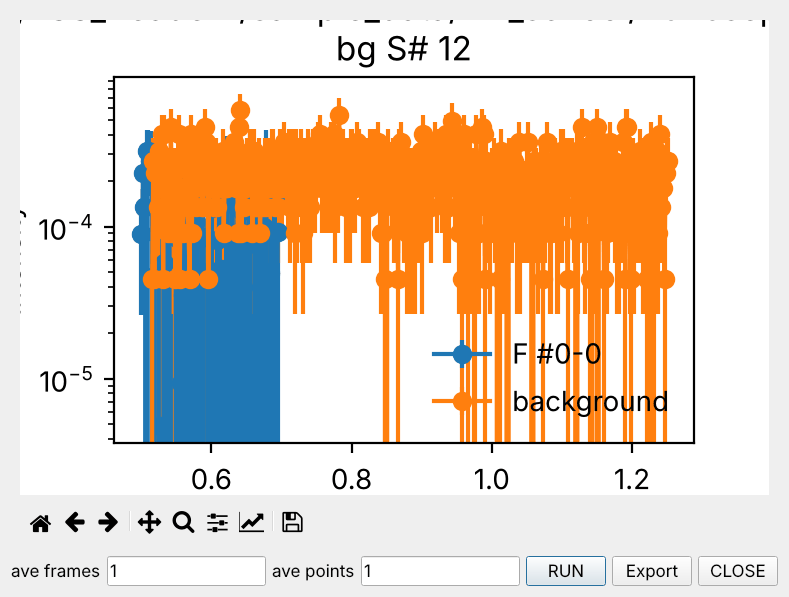 bg S# 12
10⁻⁴
10⁻⁵
F #0-0
background
0.6 0.8 1.0 1.2
ave frames 1 ave points 1 RUN Export CLOSE